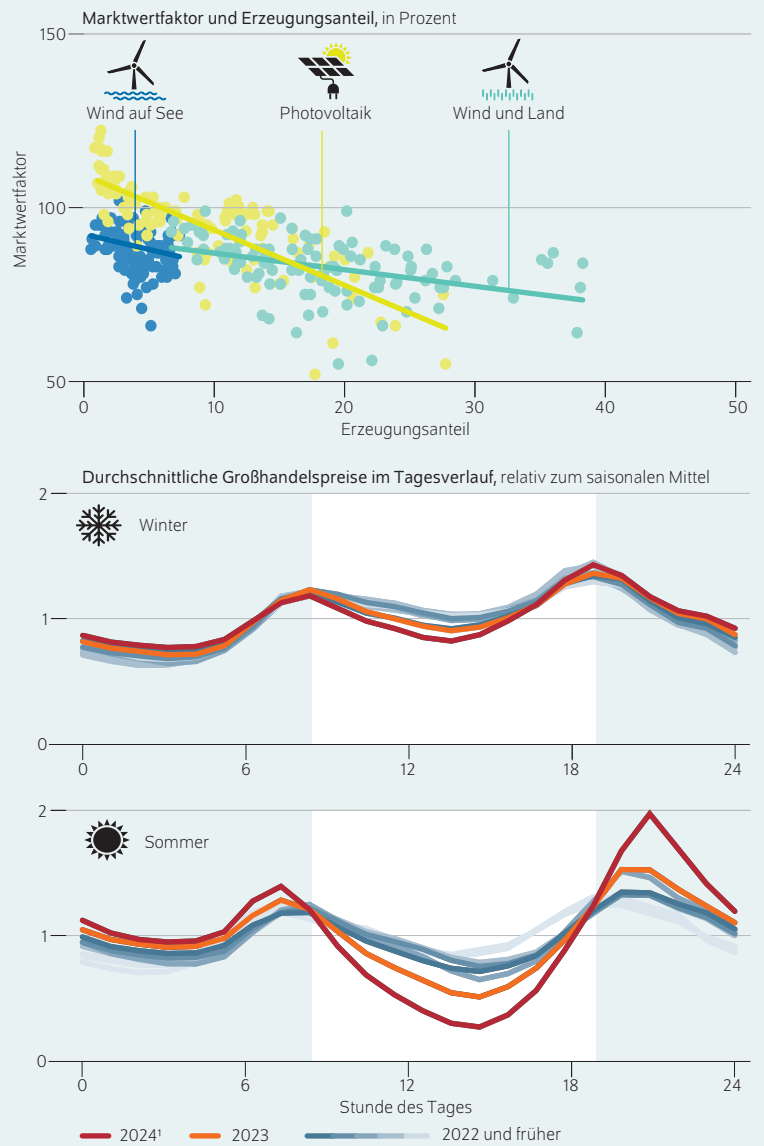 Marktwertfaktor und Erzeugungsanteil, in Prozent
150
Wind auf See
Photovoltaik
Wind und Land
Marktwertfaktor
100
50
0 10 20 30 40 50
Erzeugungsanteil
Durchschnittliche Großhandelspreise im Tagesverlauf, relativ zum saisonalen Mittel
2
Winter
1
0
0 6 12 18 24
2
Sommer
1
0
0 6 12 18 24
Stunde des Tages
2024¹ 2023 2022 und früher